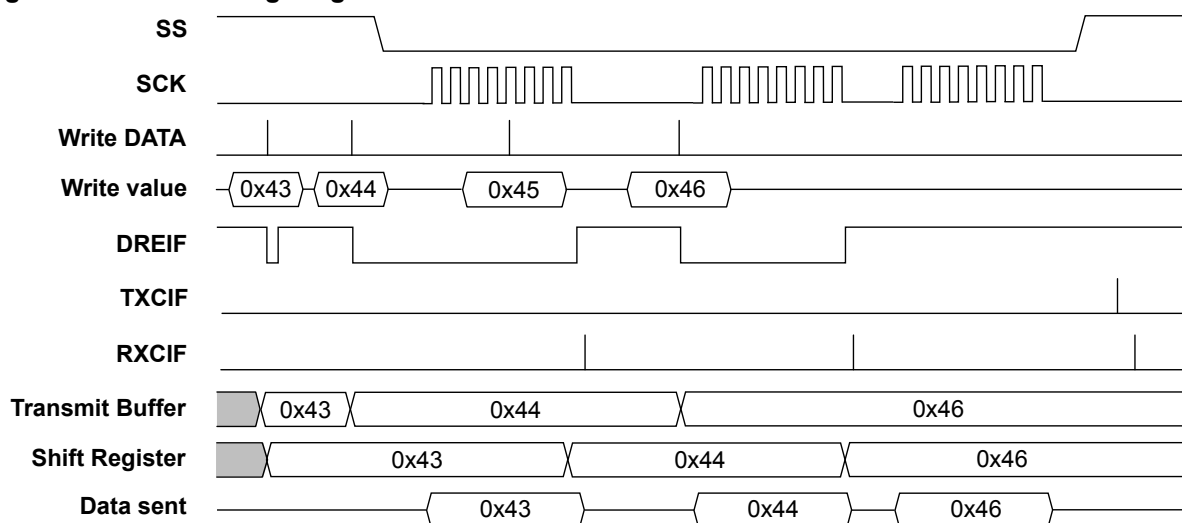 SS
SCK
Write DATA
Write value 0x43 0x44 0x45 0x46
DREIF
TXCIF
RXCIF
Transmit Buffer 0x43 0x44 0x46
Shift Register 0x43 0x44 0x46
Data sent 0x43 0x44 0x46